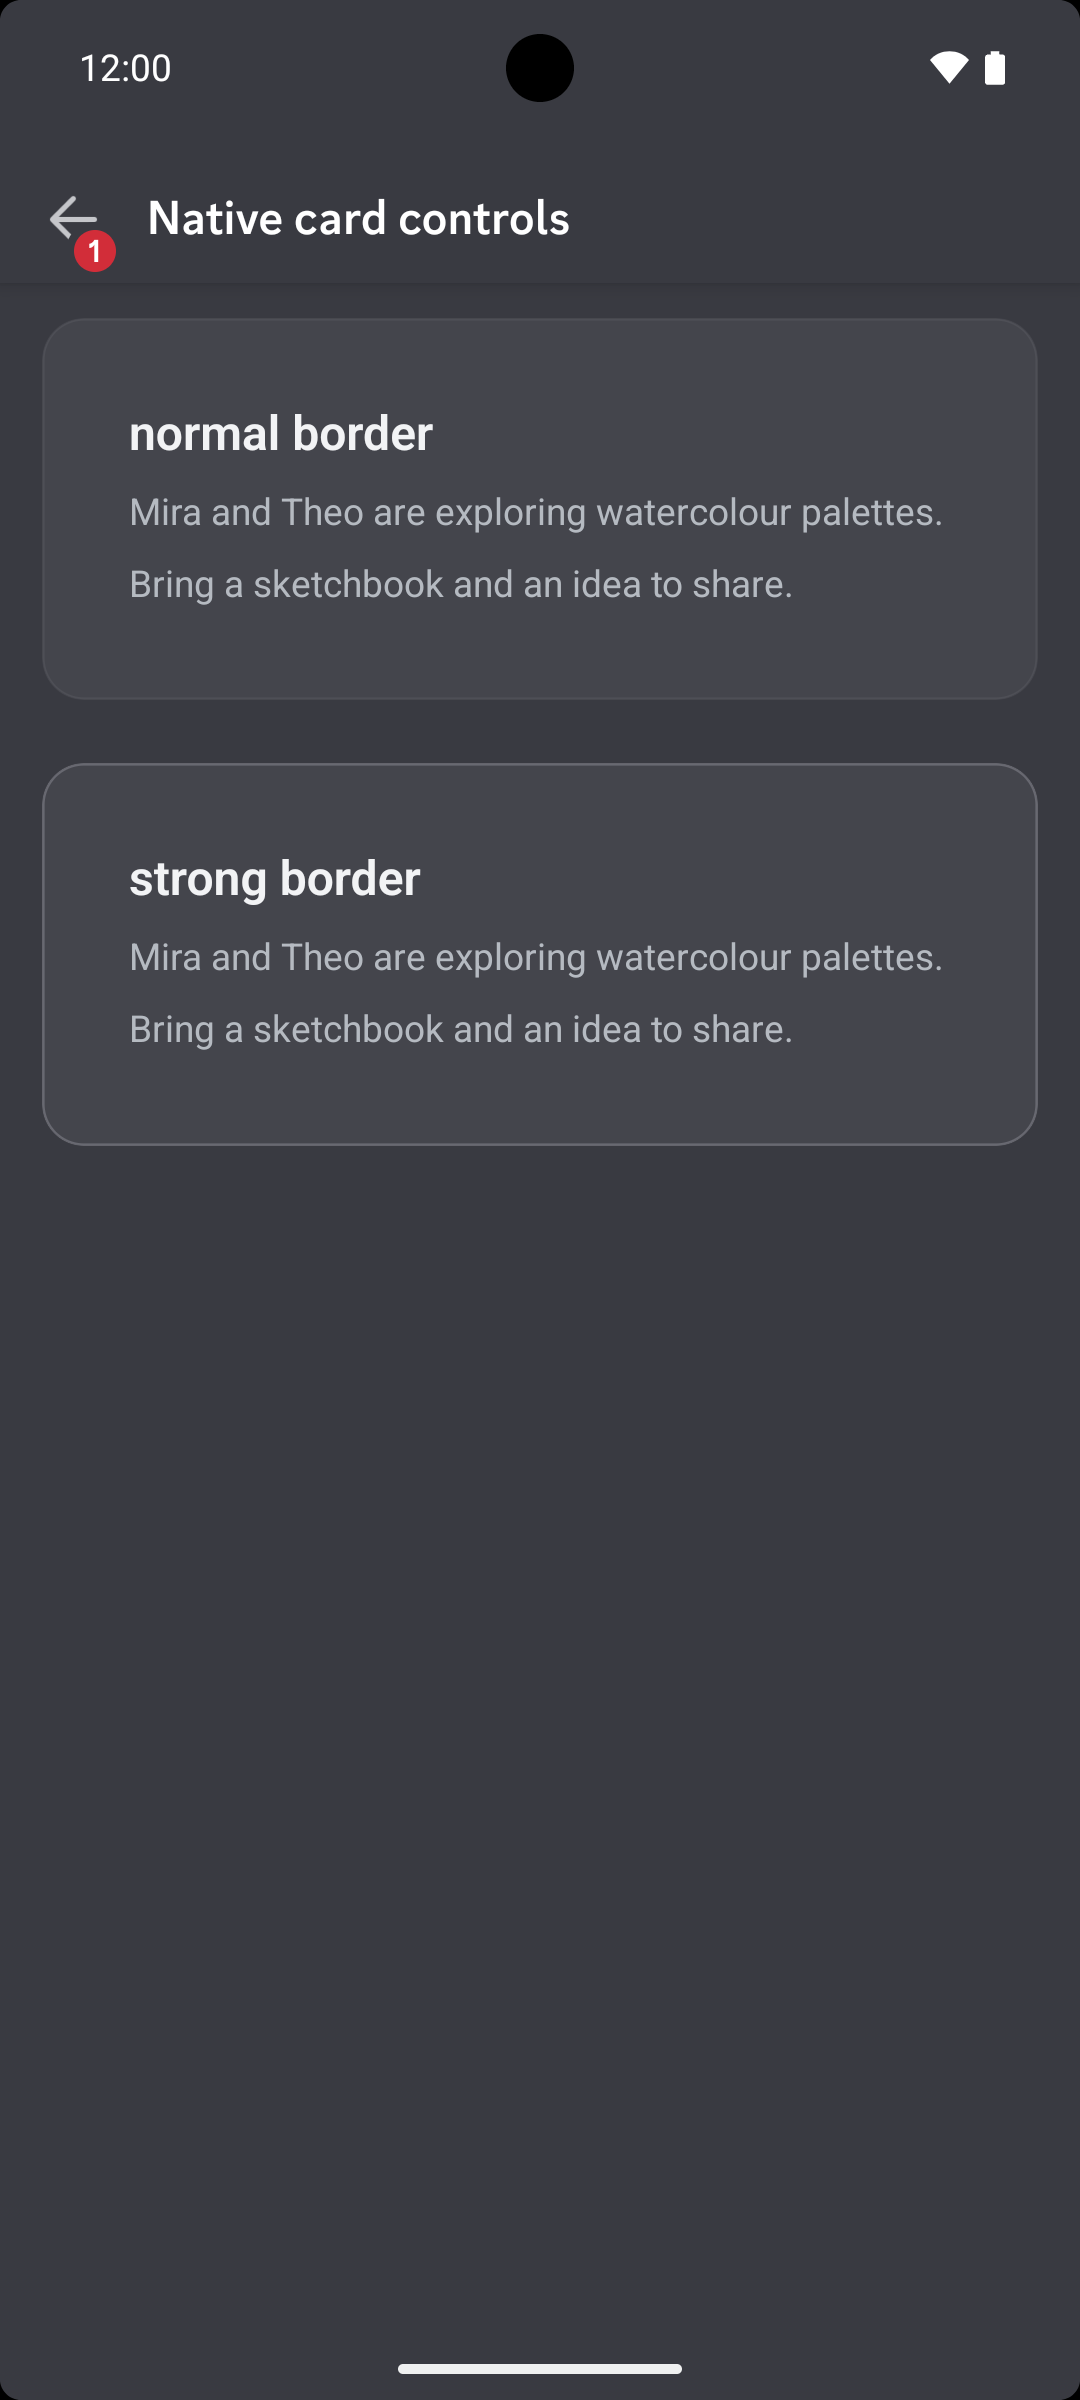 12:00
Native card controls
1
normal border
Mira and Theo are exploring watercolour palettes.
Bring a sketchbook and an idea to share.
strong border
Mira and Theo are exploring watercolour palettes.
Bring a sketchbook and an idea to share.